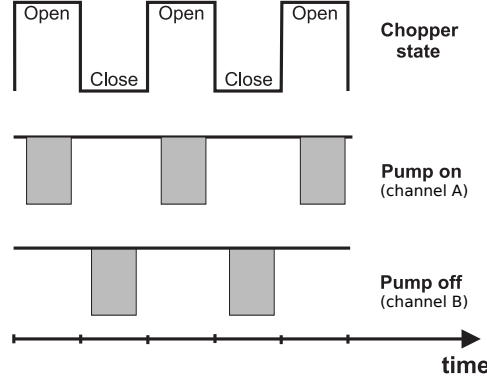 Open
Open
Open
Chopper
state
Close
Close
Pump on
(channel A)
Pump off
(channel B)
time